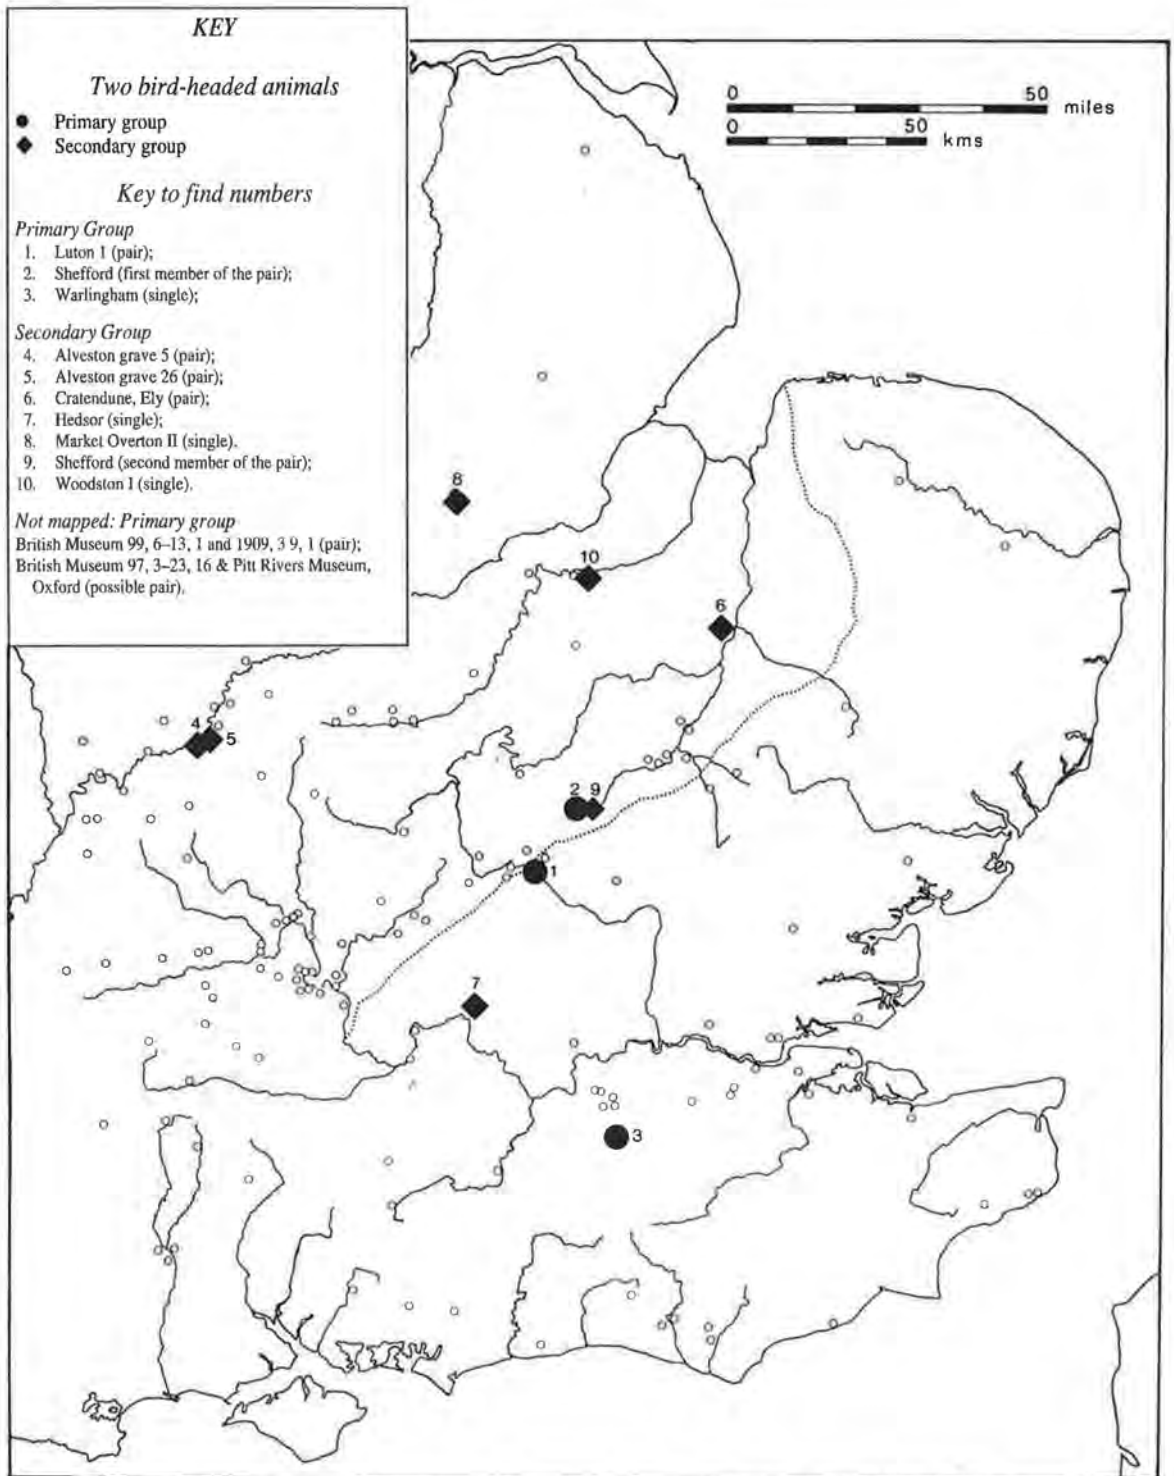 KEY
Two bird-headed animals
Primary group
Secondary group
Key to find numbers
Primary Group
1. Luton 1 (pair);
2. Shefford (first member of the pair);
3. Warlingham (single);
Secondary Group
4. Alveston grave 5 (pair);
5. Alveston grave 26 (pair);
6. Cratendune, Ely (pair);
7. Hedsor (single);
8. Market Overton II (single).
9. Shefford (second member of the pair);
10. Woodston I (single).
Not mapped: Primary group
British Museum 99, 6–13, 1 and 1909, 3 9, 1 (pair);
British Museum 97, 3–23, 16 & Pitt Rivers Museum,
Oxford (possible pair).
0 50 miles
0 50 kms
8
10
6
4 5
2 9
1
7
3